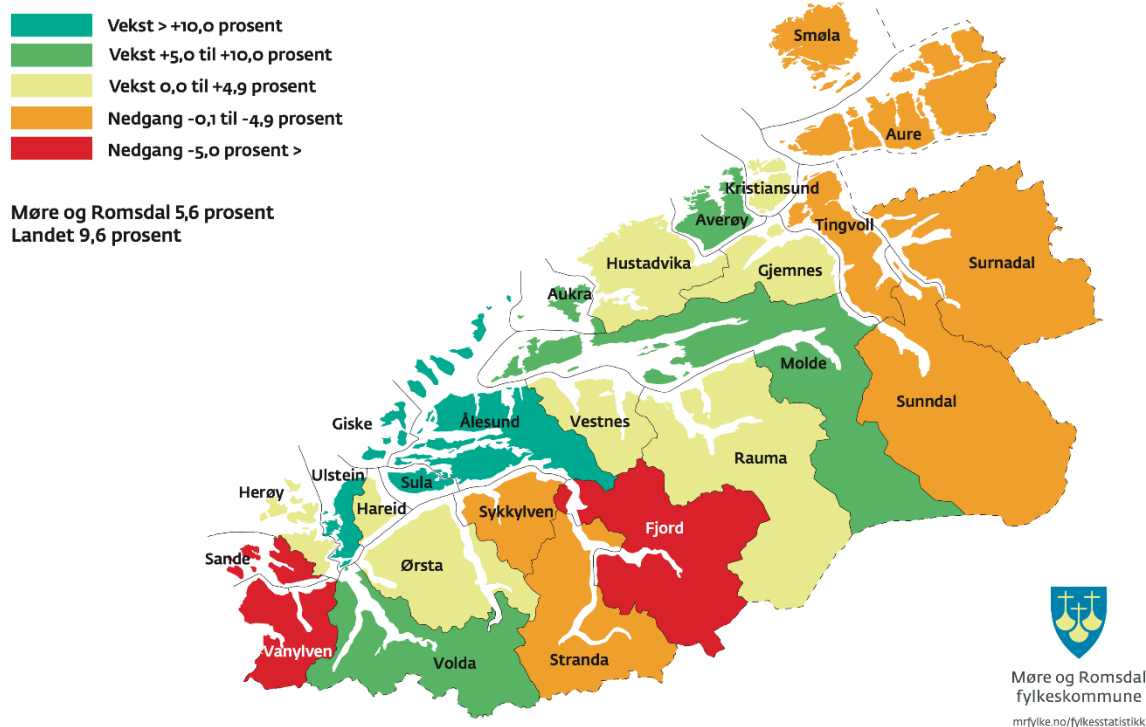 Vekst > +10,0 prosent
Vekst +5,0 til +10,0 prosent
Vekst 0,0 til +4,9 prosent
Nedgang -0,1 til -4,9 prosent
Nedgang -5,0 prosent >
Møre og Romsdal 5,6 prosent
Landet 9,6 prosent
Smøla
Aure
Kristiansund
Averøy
Tingvoll
Hustadvika
Gjemnes
Surnadal
Aukra
Molde
Sunndal
Giske
Ålesund
Vestnes
Rauma
Ulstein
Sula
Herøy
Hareid
Sykkylven
Fjord
Sande
Ørsta
Vanylven
Volda
Stranda
Møre og Romsdal
fylkeskommune
mrfylke.no/fylkesstatistikk